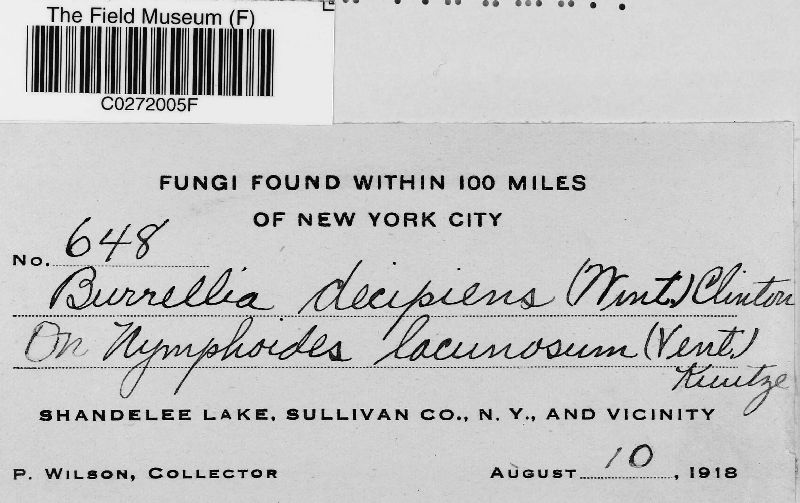 The Field Museum (F)
C0272005F
FUNGI FOUND WITHIN 100 MILES
OF NEW YORK CITY
No. 648
Burrellia decipiens (Wint.) Clinton
On Nymphoides lacunosum (Vent.)
Kuntze
SHANDELEE LAKE, SULLIVAN CO., N. Y., AND VICINITY
P. WILSON, COLLECTOR AUGUST 10, 1918